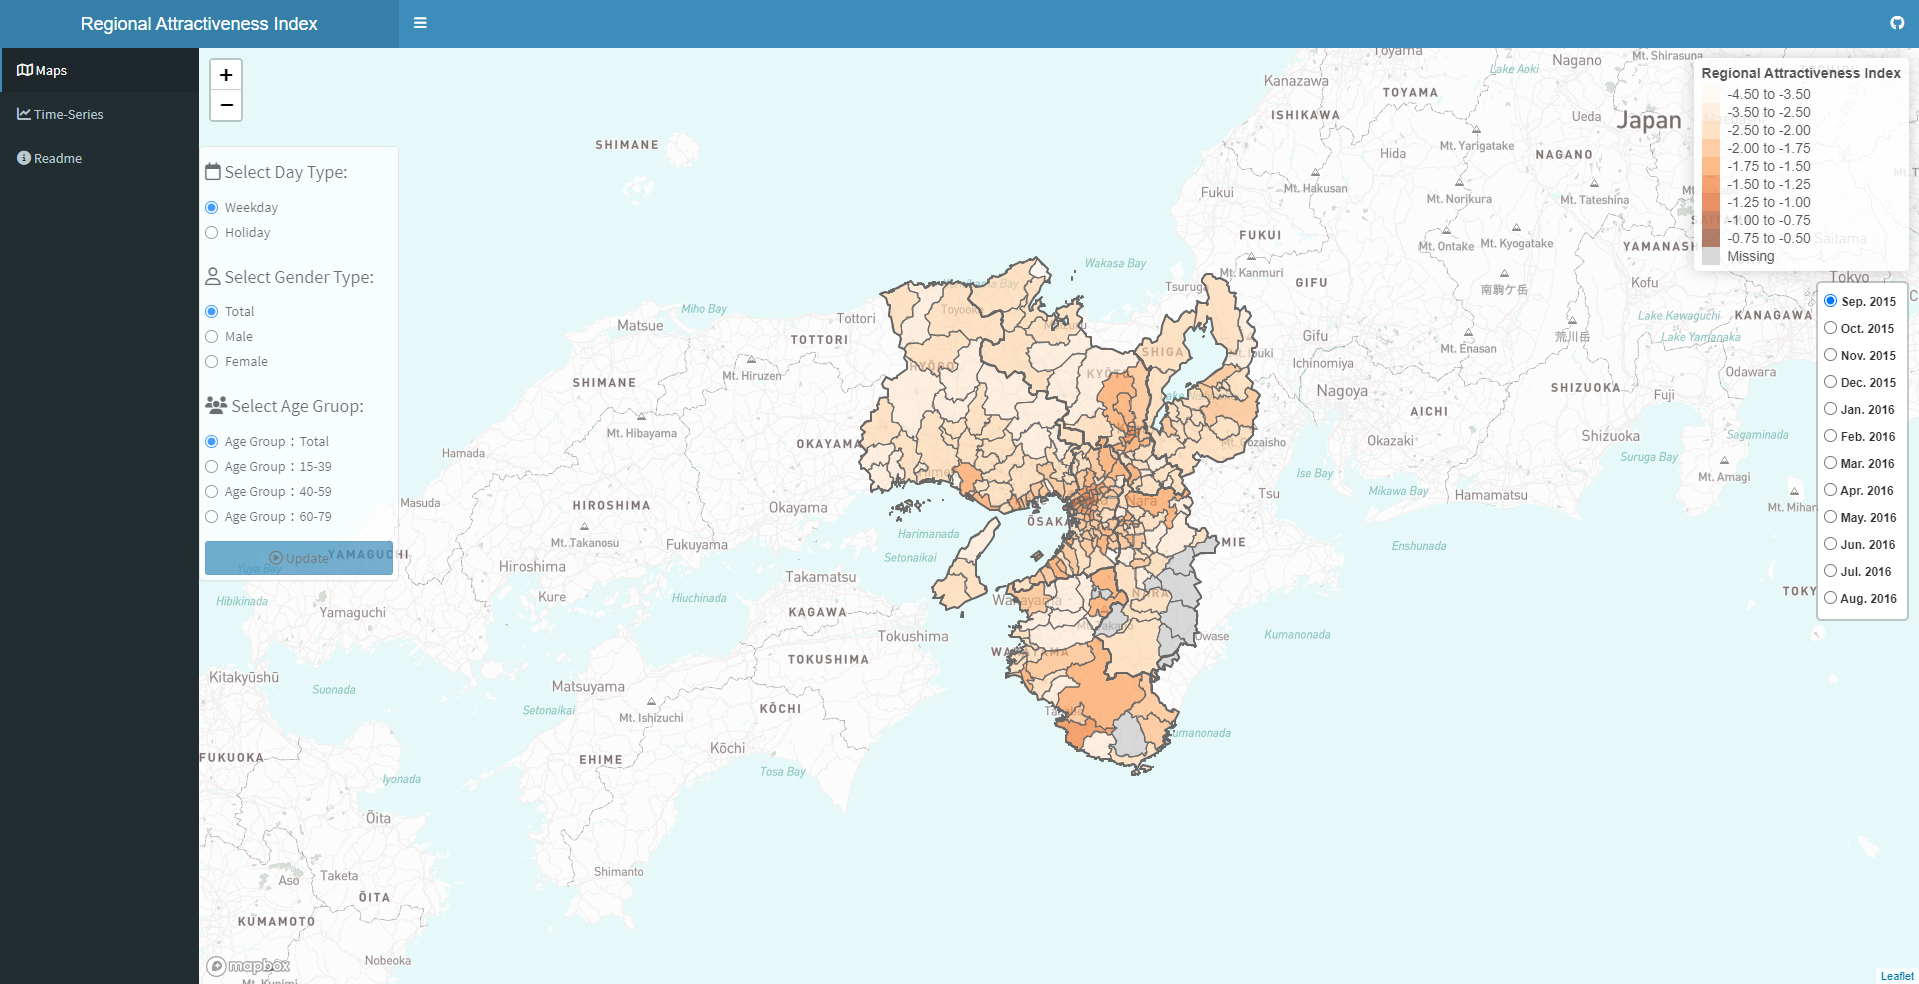 Regional Attractiveness Index
Maps
Time-Series
Readme
+
−
Select Day Type:
Weekday
Holiday
Select Gender Type:
Total
Male
Female
Select Age Gruop:
Age Group：Total
Age Group：15-39
Age Group：40-59
Age Group：60-79
Update
Regional Attractiveness Index
-4.50 to -3.50
-3.50 to -2.50
-2.50 to -2.00
-2.00 to -1.75
-1.75 to -1.50
-1.50 to -1.25
-1.25 to -1.00
-1.00 to -0.75
-0.75 to -0.50
Missing
Sep. 2015
Oct. 2015
Nov. 2015
Dec. 2015
Jan. 2016
Feb. 2016
Mar. 2016
Apr. 2016
May. 2016
Jun. 2016
Jul. 2016
Aug. 2016
Toyama
Mt. Shirasuna
Nagano
Lake Aoki
Kanazawa
TOYAMA
ISHIKAWA
Ueda
Japan
SHIMANE
Mt. Yarigatake
Hida
NAGANO
Fukui
Mt. Hakusan
Mt. Norikura
Mt. Tateshina
Saitama
FUKUI
Mt. Ontake
Mt. Kyogatake
YAMANASH
Wakasa Bay
Mt. Kanmuri
Tokyo
GIFU
南駒ケ岳
Kofu
Tsuruga
Toyooka
Miho Bay
Matsue
Tottori
TOTTORI
Lake Kawaguchi
KANAGAWA
Gifu
Mt. Enasan
荒川岳
Lake Yamanaka
SHIGA
Ichinomiya
HYŌGO
KYŌTO
Mt. Hiruzen
SHIMANE
Odawara
Nagoya
SHIZUOKA
Fuji
AICHI
Mt. Hibayama
OKAYAMA
Okazaki
Shizuoka
Sagaminada
Hamada
Suruga Bay
Ise Bay
Mt. Amagi
Masuda
HIROSHIMA
Okayama
Nara
Tsu
Mikawa Bay
Hamamatsu
Mt. Mihar
ŌSAKA
Harimanada
Mt. Takanosu
Fukuyama
Setonaikai
MIE
Enshunada
YAMAGUCHI
Yuya Bay
Hiroshima
Takamatsu
Kure
Hiuchinada
KAGAWA
Wakayama
NARA
TOKY
Hibikinada
Yamaguchi
Tokushima
Owase
Kumanonada
TOKUSHIMA
WAKAYAMA
Kitakyūshū
Suonada
Matsuyama
Setonaikai
Mt. Ishizuchi
KŌCHI
Kōchi
umanonada
FUKUOKA
EHIME
Tosa Bay
Iyonada
Ōita
Shimanto
Aso
Taketa
ŌITA
KUMAMOTO
Nobeoka
mapbox
Mt. Kunimi
Leaflet